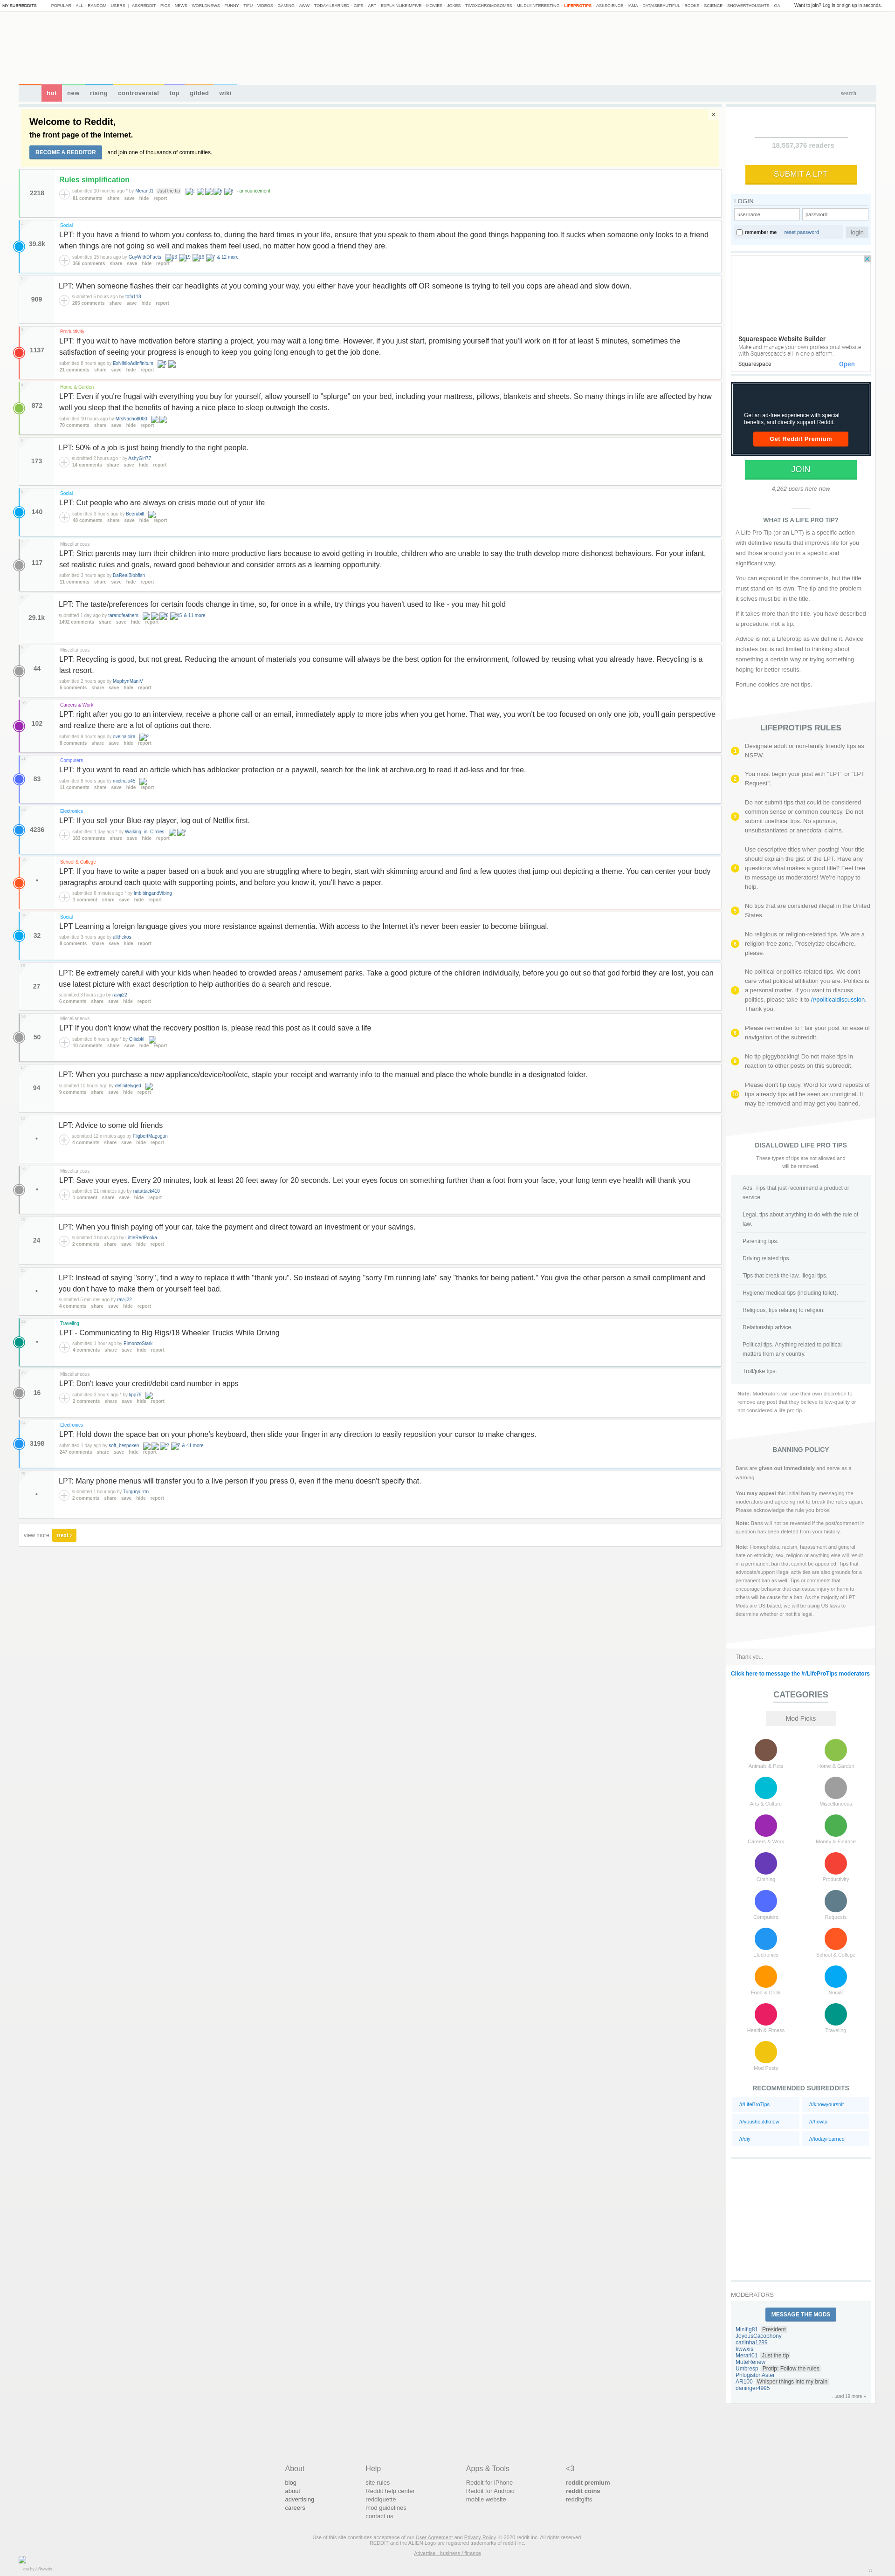 MY SUBREDDITS POPULAR - ALL - RANDOM - USERS | ASKREDDIT - PICS - NEWS - WORLDNEWS - FUNNY - TIFU - VIDEOS - GAMING - AWW - TODAYILEARNED - GIFS - ART - EXPLAINLIKEIMFIVE - MOVIES - JOKES - TWOXCHROMOSOMES - MILDLYINTERESTING - LIFEPROTIPS - ASKSCIENCE - IAMA - DATAISBEAUTIFUL - BOOKS - SCIENCE - SHOWERTHOUGHTS - GA Want to join? Log in or sign up in seconds.
hot new rising controversial top gilded wiki search
Welcome to Reddit,
the front page of the internet.
BECOME A REDDITOR and join one of thousands of communities.
×
2218
Rules simplification
submitted 10 months ago * by Merari01 Just the tip announcement
81 comments share save hide report
Social
39.8k
LPT: If you have a friend to whom you confess to, during the hard times in your life, ensure that you speak to them about the good things happening too.It sucks when someone only looks to a friend
when things are not going so well and makes them feel used, no matter how good a friend they are.
submitted 15 hours ago by GuyWithDFacts & 12 more
360 comments share save hide report
909
LPT: When someone flashes their car headlights at you coming your way, you either have your headlights off OR someone is trying to tell you cops are ahead and slow down.
submitted 5 hours ago by tofu118
205 comments share save hide report
Productivity
1137
LPT: If you wait to have motivation before starting a project, you may wait a long time. However, if you just start, promising yourself that you'll work on it for at least 5 minutes, sometimes the
satisfaction of seeing your progress is enough to keep you going long enough to get the job done.
submitted 8 hours ago by ExNihiloAdInfinitum
21 comments share save hide report
Home & Garden
872
LPT: Even if you're frugal with everything you buy for yourself, allow yourself to "splurge" on your bed, including your mattress, pillows, blankets and sheets. So many things in life are affected by how
well you sleep that the benefits of having a nice place to sleep outweigh the costs.
submitted 10 hours ago by MrsNacho8000
70 comments share save hide report
173
LPT: 50% of a job is just being friendly to the right people.
submitted 2 hours ago * by AshyGirl77
14 comments share save hide report
Social
140
LPT: Cut people who are always on crisis mode out of your life
submitted 3 hours ago by Beerubill
48 comments share save hide report
Miscellaneous
117
LPT: Strict parents may turn their children into more productive liars because to avoid getting in trouble, children who are unable to say the truth develop more dishonest behaviours. For your infant,
set realistic rules and goals, reward good behaviour and consider errors as a learning opportunity.
submitted 3 hours ago by DaRealBlobfish
11 comments share save hide report
29.1k
LPT: The taste/preferences for certain foods change in time, so, for once in a while, try things you haven't used to like - you may hit gold
submitted 1 day ago by tarandfeathers & 11 more
1492 comments share save hide report
Miscellaneous
44
LPT: Recycling is good, but not great. Reducing the amount of materials you consume will always be the best option for the environment, followed by reusing what you already have. Recycling is a
last resort.
submitted 2 hours ago by MuphynManIV
5 comments share save hide report
Careers & Work
102
LPT: right after you go to an interview, receive a phone call or an email, immediately apply to more jobs when you get home. That way, you won't be too focused on only one job, you'll gain perspective
and realize there are a lot of options out there.
submitted 9 hours ago by ovelhaloira
8 comments share save hide report
Computers
83
LPT: If you want to read an article which has adblocker protection or a paywall, search for the link at archive.org to read it ad-less and for free.
submitted 8 hours ago by micthato45
11 comments share save hide report
Electronics
4236
LPT: If you sell your Blue-ray player, log out of Netflix first.
submitted 1 day ago * by Walking_in_Circles
183 comments share save hide report
School & College
•
LPT: If you have to write a paper based on a book and you are struggling where to begin, start with skimming around and find a few quotes that jump out depicting a theme. You can center your body
paragraphs around each quote with supporting points, and before you know it, you'll have a paper.
submitted 8 minutes ago * by ImbibingandVibing
1 comment share save hide report
Social
32
LPT Learning a foreign language gives you more resistance against dementia. With access to the Internet it's never been easier to become bilingual.
submitted 3 hours ago by allthekos
8 comments share save hide report
27
LPT: Be extremely careful with your kids when headed to crowded areas / amusement parks. Take a good picture of the children individually, before you go out so that god forbid they are lost, you can
use latest picture with exact description to help authorities do a search and rescue.
submitted 3 hours ago by raviji22
5 comments share save hide report
Miscellaneous
50
LPT If you don't know what the recovery position is, please read this post as it could save a life
submitted 6 hours ago * by Olliebkl
10 comments share save hide report
94
LPT: When you purchase a new appliance/device/tool/etc, staple your receipt and warranty info to the manual and place the whole bundle in a designated folder.
submitted 10 hours ago by definitelyged
9 comments share save hide report
•
LPT: Advice to some old friends
submitted 12 minutes ago by FligbertMagogan
4 comments share save hide report
Miscellaneous
•
LPT: Save your eyes. Every 20 minutes, look at least 20 feet away for 20 seconds. Let your eyes focus on something further than a foot from your face, your long term eye health will thank you
submitted 21 minutes ago by natattack410
1 comment share save hide report
24
LPT: When you finish paying off your car, take the payment and direct toward an investment or your savings.
submitted 4 hours ago by LittleRedPooka
2 comments share save hide report
•
LPT: Instead of saying "sorry", find a way to replace it with "thank you". So instead of saying "sorry I'm running late" say "thanks for being patient." You give the other person a small compliment and
you don't have to make them or yourself feel bad.
submitted 5 minutes ago by raviji22
4 comments share save hide report
Traveling
•
LPT - Communicating to Big Rigs/18 Wheeler Trucks While Driving
submitted 1 hour ago by ElmonzoStark
4 comments share save hide report
Miscellaneous
16
LPT: Don't leave your credit/debit card number in apps
submitted 3 hours ago * by lipp79
3 comments share save hide report
Electronics
3198
LPT: Hold down the space bar on your phone's keyboard, then slide your finger in any direction to easily reposition your cursor to make changes.
submitted 1 day ago by soft_bespoken & 41 more
247 comments share save hide report
•
LPT: Many phone menus will transfer you to a live person if you press 0, even if the menu doesn't specify that.
submitted 1 hour ago by Turguryurrrn
2 comments share save hide report
view more: next ›
18,557,376 readers
SUBMIT A LPT
LOGIN
username password
remember me reset password login
Squarespace Website Builder
Make and manage your own professional website
with Squarespace's all-in-one platform.
Squarespace Open
Get an ad-free experience with special
benefits, and directly support Reddit.
Get Reddit Premium
JOIN
4,262 users here now
WHAT IS A LIFE PRO TIP?
A Life Pro Tip (or an LPT) is a specific action
with definitive results that improves life for you
and those around you in a specific and
significant way.
You can expound in the comments, but the title
must stand on its own. The tip and the problem
it solves must be in the title.
If it takes more than the title, you have described
a procedure, not a tip.
Advice is not a Lifeprotip as we define it. Advice
includes but is not limited to thinking about
something a certain way or trying something
hoping for better results.
Fortune cookies are not tips.
LIFEPROTIPS RULES
1 Designate adult or non-family friendly tips as
NSFW.
2 You must begin your post with "LPT" or "LPT
Request".
3 Do not submit tips that could be considered
common sense or common courtesy. Do not
submit unethical tips. No spurious,
unsubstantiated or anecdotal claims.
4 Use descriptive titles when posting! Your title
should explain the gist of the LPT. Have any
questions what makes a good title? Feel free
to message us moderators! We're happy to
help.
5 No tips that are considered illegal in the United
States.
6 No religious or religion-related tips. We are a
religion-free zone. Proselytize elsewhere,
please.
7 No political or politics related tips. We don't
care what political affiliation you are. Politics is
a personal matter. If you want to discuss
politics, please take it to /r/politicaldiscussion.
Thank you.
8 Please remember to Flair your post for ease of
navigation of the subreddit.
9 No tip piggybacking! Do not make tips in
reaction to other posts on this subreddit.
10 Please don't tip copy. Word for word reposts of
tips already tips will be seen as unoriginal. It
may be removed and may get you banned.
DISALLOWED LIFE PRO TIPS
These types of tips are not allowed and
will be removed.
Ads. Tips that just recommend a product or
service.
Legal, tips about anything to do with the rule of
law.
Parenting tips.
Driving related tips.
Tips that break the law, illegal tips.
Hygiene/ medical tips (including toilet).
Religious, tips relating to religion.
Relationship advice.
Political tips. Anything related to political
matters from any country.
Troll/joke tips.
Note: Moderators will use their own discretion to
remove any post that they believe is low-quality or
not considered a life pro tip.
BANNING POLICY
Bans are given out immediately and serve as a
warning.
You may appeal this initial ban by messaging the
moderators and agreeing not to break the rules again.
Please acknowledge the rule you broke!
Note: Bans will not be reversed if the post/comment in
question has been deleted from your history.
Note: Homophobia, racism, harassment and general
hate on ethnicity, sex, religion or anything else will result
in a permanent ban that cannot be appealed. Tips that
advocate/support illegal activities are also grounds for a
permanent ban as well. Tips or comments that
encourage behavior that can cause injury or harm to
others will be cause for a ban. As the majority of LPT
Mods are US based, we will be using US laws to
determine whether or not it's legal.
Thank you.
Click here to message the /r/LifeProTips moderators
CATEGORIES
Mod Picks
Animals & Pets Home & Garden
Arts & Culture Miscellaneous
Careers & Work Money & Finance
Clothing Productivity
Computers Requests
Electronics School & College
Food & Drink Social
Health & Fitness Traveling
Mod Posts
RECOMMENDED SUBREDDITS
/r/LifeBroTips /r/knowyourshit
/r/youshouldknow /r/howto
/r/diy /r/todayilearned
MODERATORS
MESSAGE THE MODS
Minifig81 President
JoyousCacophony
carlinha1289
kwwxis
Merari01 Just the tip
MuteRenew
Umbresp Protip: Follow the rules
PhlogistonAster
AR100 Whisper things into my brain
daninger4995
...and 19 more »
About Help Apps & Tools <3
blog site rules Reddit for iPhone reddit premium
about Reddit help center Reddit for Android reddit coins
advertising reddiquette mobile website redditgifts
careers mod guidelines
contact us
Use of this site constitutes acceptance of our User Agreement and Privacy Policy. © 2020 reddit inc. All rights reserved.
REDDIT and the ALIEN Logo are registered trademarks of reddit inc.
Advertise - business / finance
π